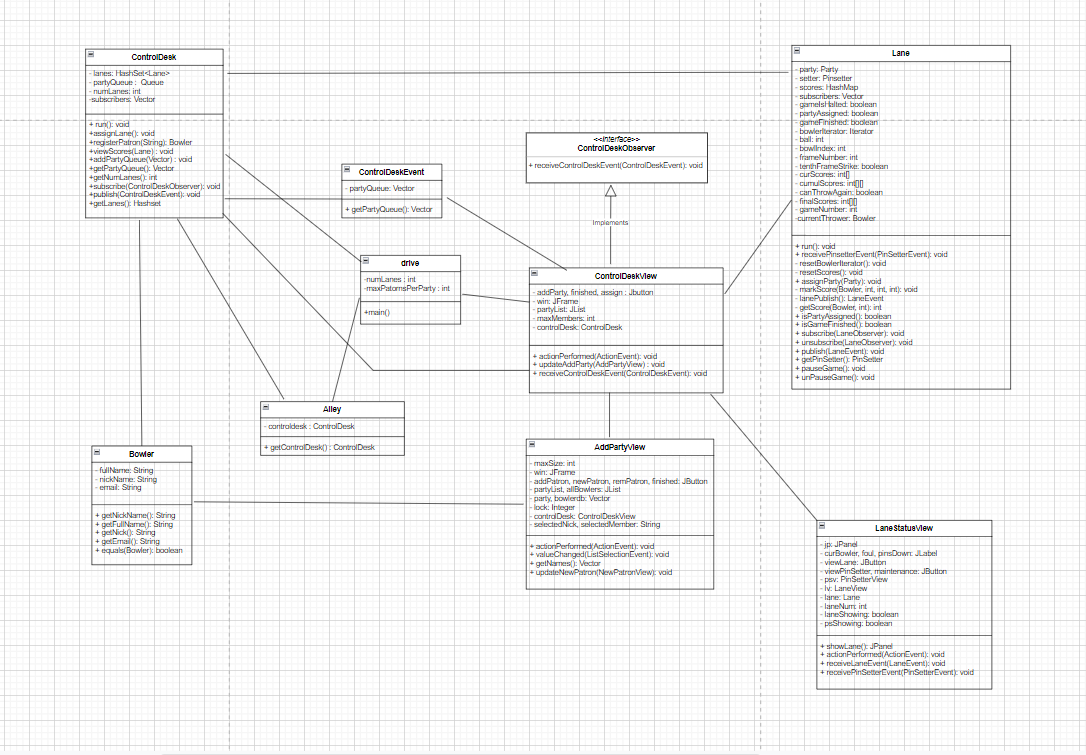 ControlDesk
- lanes: HashSet<Lane>
- partyQueue : Queue
- numLanes: int
-subscribers: Vector
+ run(): void
+assignLane(): void
+registerPatron(String): Bowler
+viewScores(Lane) : void
+addPartyQueue(Vector) : void
+getPartyQueue(): Vector
+getNumLanes(): int
+subscribe(ControlDeskObserver): void
+publish(ControlDeskEvent): void
+getLanes(): Hashset
Lane
- party: Party
- setter: Pinsetter
- scores: HashMap
- subscribers: Vector
- gameIsHalted: boolean
- partyAssigned: boolean
- gameFinished: boolean
- bowlerIterator: Iterator
- ball: int
- bowlIndex: int
- frameNumber: int
- tenthFrameStrike: boolean
- curScores: int[]
- cumulScores: int[][]
- canThrowAgain: boolean
- finalScores: int[][]
- gameNumber: int
-currentThrower: Bowler
+ run(): void
+ receivePinsetterEvent(PinSetterEvent): void
- resetBowlerIterator(): void
- resetScores(): void
+ assignParty(Party): void
- markScore(Bowler, int, int, int): void
- lanePublish(): LaneEvent
getScore(Bowler, int): int
+ isPartyAssigned(): boolean
+ isGameFinished(): boolean
+ subscribe(LaneObserver): void
+ unsubscribe(LaneObserver): void
+ publish(LaneEvent): void
+ getPinSetter(): PinSetter
+ pauseGame(): void
+ unPauseGame(): void
<<Interface>>
ControlDeskObserver
+ receiveControlDeskEvent(ControlDeskEvent): void
ControlDeskEvent
- partyQueue: Vector
+ getPartyQueue(): Vector
Implements
drive
-numLanes : int
-maxPatornsPerParty : int
+main()
ControlDeskView
- addParty, finished, assign : Jbutton
- win: JFrame
- partyList: JList
- maxMembers: int
- controlDesk: ControlDesk
+ actionPerformed(ActionEvent): void
+ updateAddParty(AddPartyView) : void
+ receiveControlDeskEvent(ControlDeskEvent): void
Alley
- controldesk : ControlDesk
+ getControlDesk() : ControlDesk
Bowler
- fullName: String
- nickName: String
- email: String
+ getNickName(): String
+ getFullName(): String
+ getNick(): String
+ getEmail(): String
+ equals(Bowler): boolean
AddPartyView
- maxSize: int
- win: JFrame
- addPatron, newPatron, remPatron, finished: JButton
- partyList, allBowlers: JList
- party, bowlerdb: Vector
- lock: Integer
- controlDesk: ControlDeskView
- selectedNick, selectedMember: String
+ actionPerformed(ActionEvent): void
+ valueChanged(ListSelectionEvent): void
+ getNames(): Vector
+ updateNewPatron(NewPatronView): void
LaneStatusView
- jp: JPanel
- curBowler, foul, pinsDown: JLabel
- viewLane: JButton
- viewPinSetter, maintenance: JButton
- psv: PinSetterView
- lv: LaneView
- lane: Lane
- laneNum: int
- laneShowing: boolean
- psShowing: boolean
+ showLane(): JPanel
+ actionPerformed(ActionEvent): void
+ receiveLaneEvent(LaneEvent): void
+ receivePinSetterEvent(PinSetterEvent): void